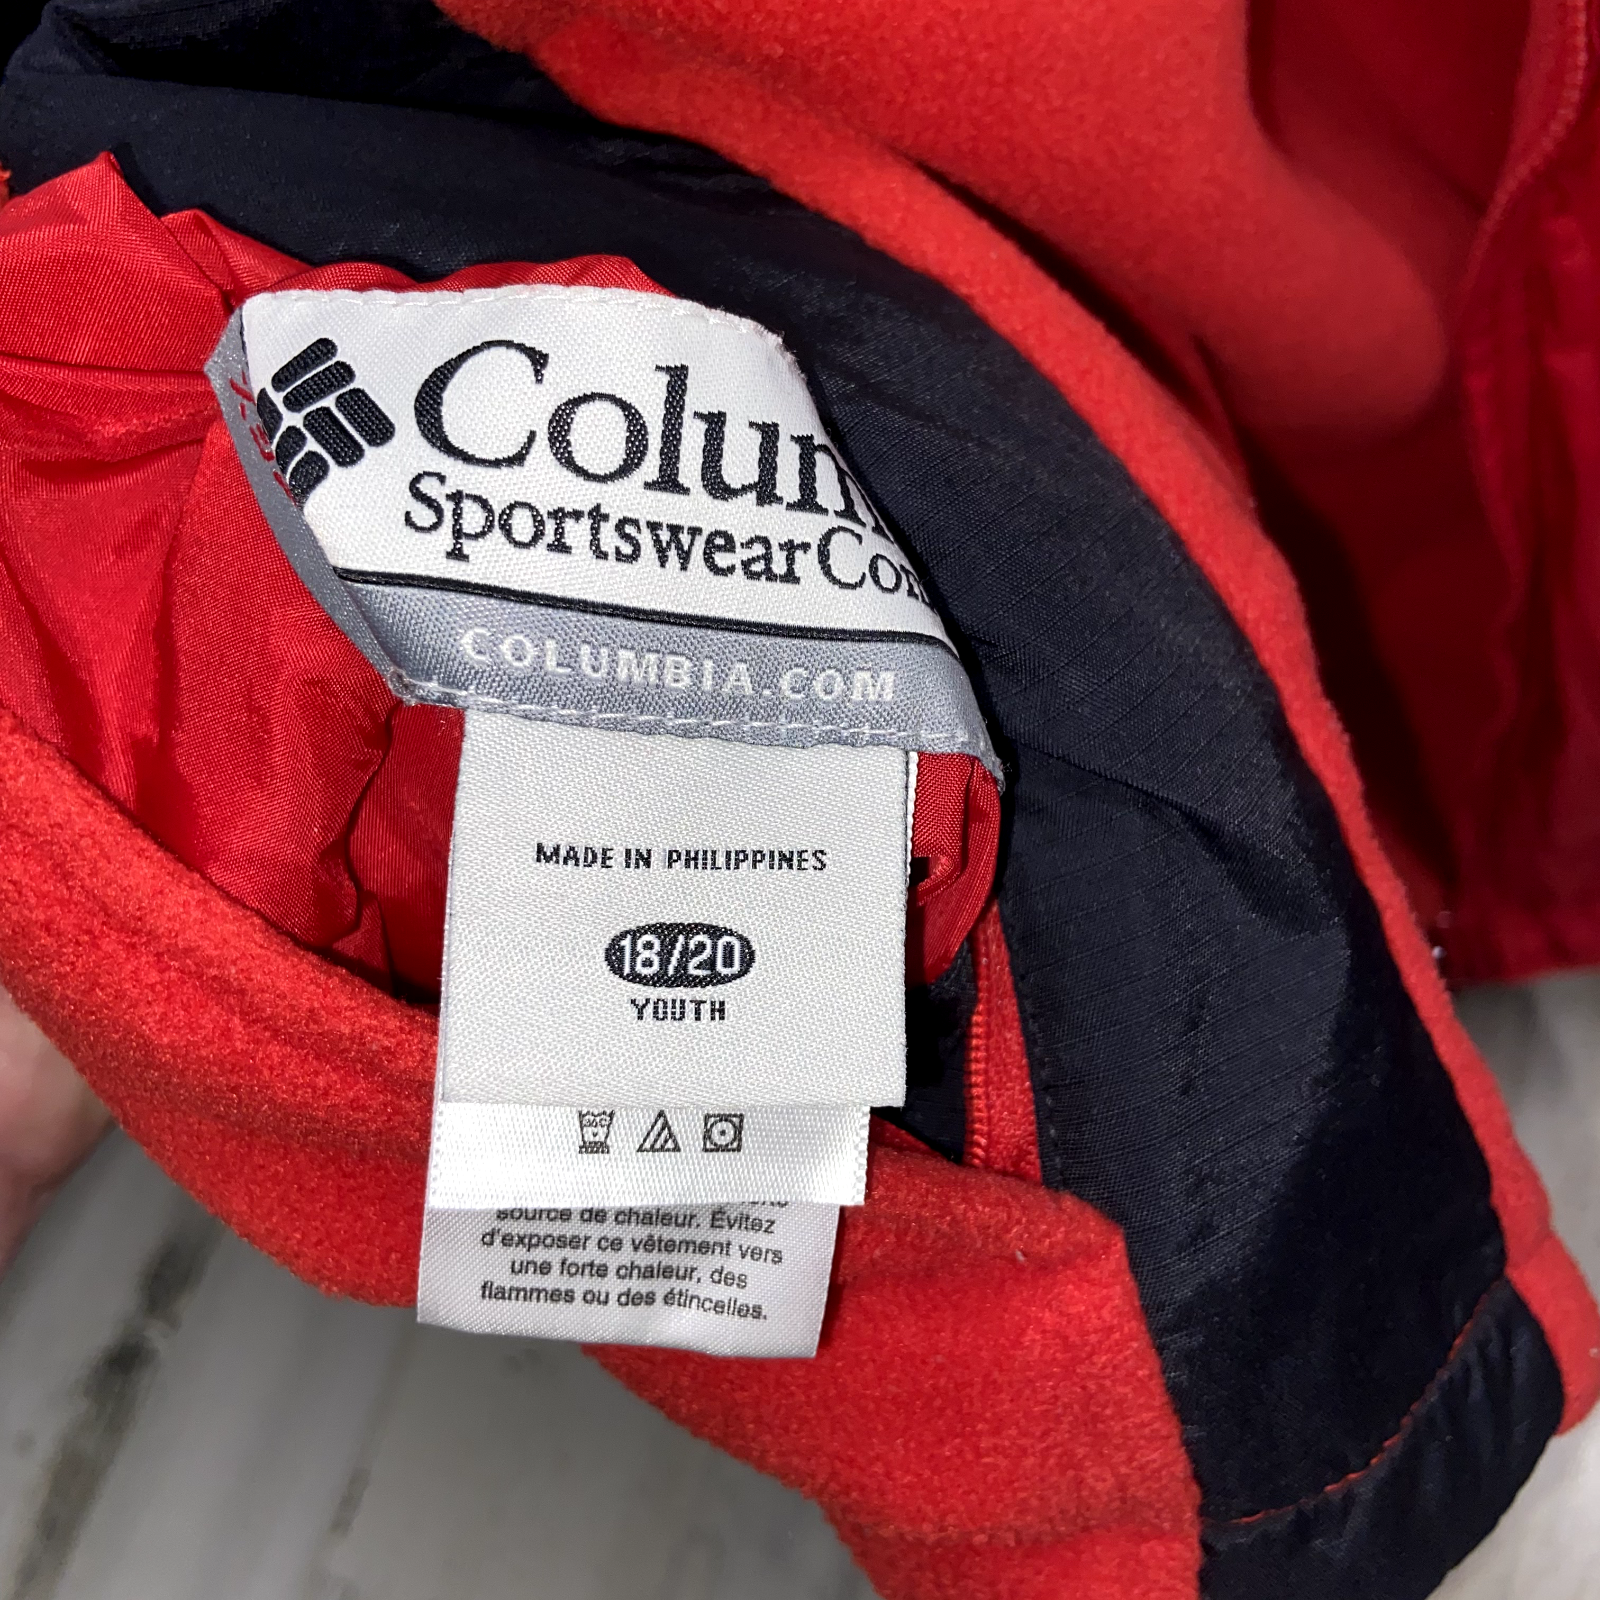 Colum
SportswearCom
COLUMBIA.COM
MADE IN PHILIPPINES
18/20
YOUTH
source de chaleur. Évitez
d'exposer ce vêtement vers
une forte chaleur, des
flammes ou des étincelles.